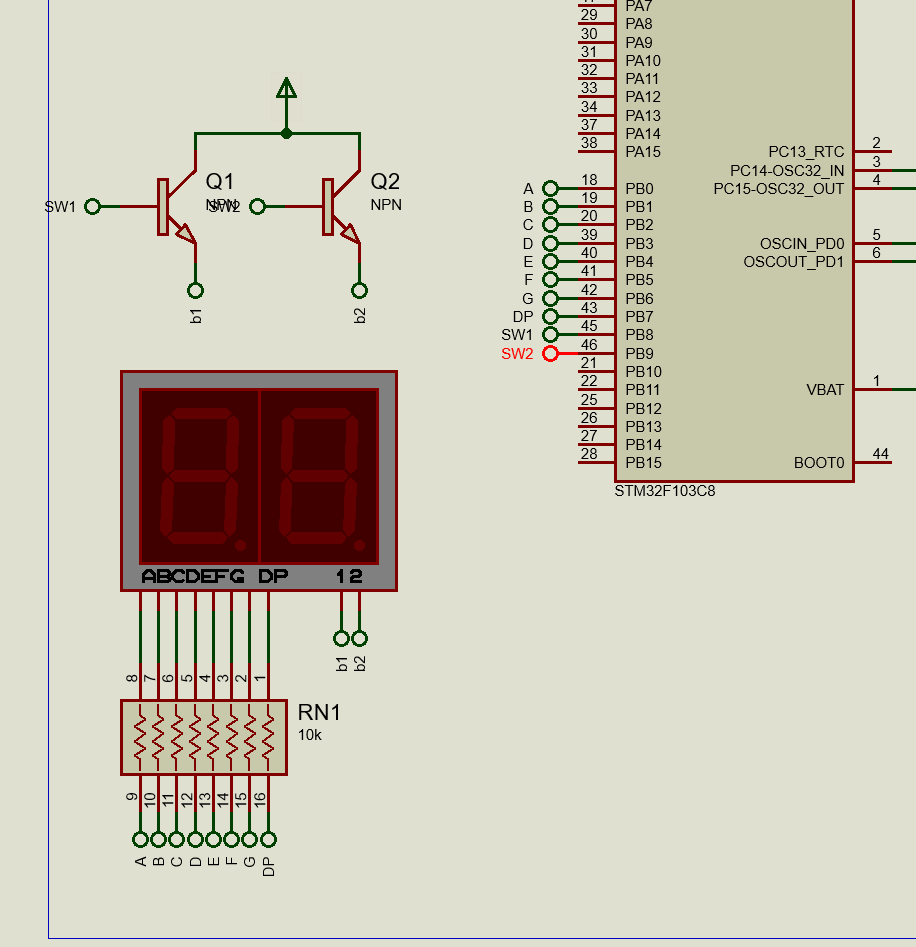 Q1
NPN
SW1
b1
Q2
NPN
SW2
b2
ABCDEFG DP 12
b1 b2
8 7 6 5 4 3 2 1
RN1
10k
9 10 11 12 13 14 15 16
A B C D E F G DP
PA7
29 PA8
30 PA9
31 PA10
32 PA11
33 PA12
34 PA13
37 PA14
38 PA15
A 18 PB0
B 19 PB1
C 20 PB2
D 39 PB3
E 40 PB4
F 41 PB5
G 42 PB6
DP 43 PB7
SW1 45 PB8
SW2 46 PB9
21 PB10
22 PB11
25 PB12
26 PB13
27 PB14
28 PB15
PC13_RTC 2
PC14-OSC32_IN 3
PC15-OSC32_OUT 4
OSCIN_PD0 5
OSCOUT_PD1 6
VBAT 1
BOOT0 44
STM32F103C8